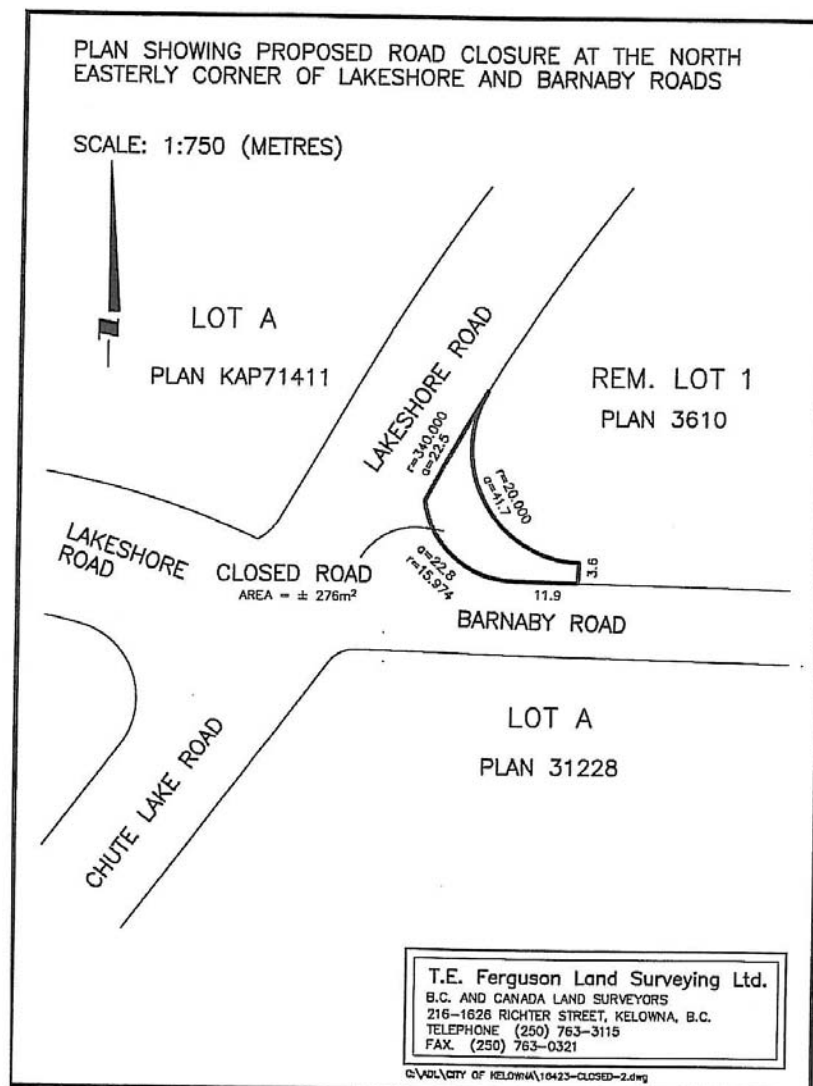 PLAN SHOWING PROPOSED ROAD CLOSURE AT THE NORTH
EASTERLY CORNER OF LAKESHORE AND BARNABY ROADS
SCALE: 1:750 (METRES)
N
LOT A
PLAN KAP71411
LAKESHORE ROAD
REM. LOT 1
PLAN 3610
r=340.000
a=22.5
r=20.000
a=41.7
LAKESHORE
ROAD
CLOSED ROAD
AREA = ± 276m²
a=22.8
r=15.974
3.6
11.9
BARNABY ROAD
LOT A
PLAN 31228
CHUTE LAKE ROAD
T.E. Ferguson Land Surveying Ltd.
B.C. AND CANADA LAND SURVEYORS
216-1626 RICHTER STREET, KELOWNA, B.C.
TELEPHONE (250) 763-3115
FAX. (250) 763-0321
G:\ADL\CITY OF KELOWNA\16423-CLOSED-2.dwg